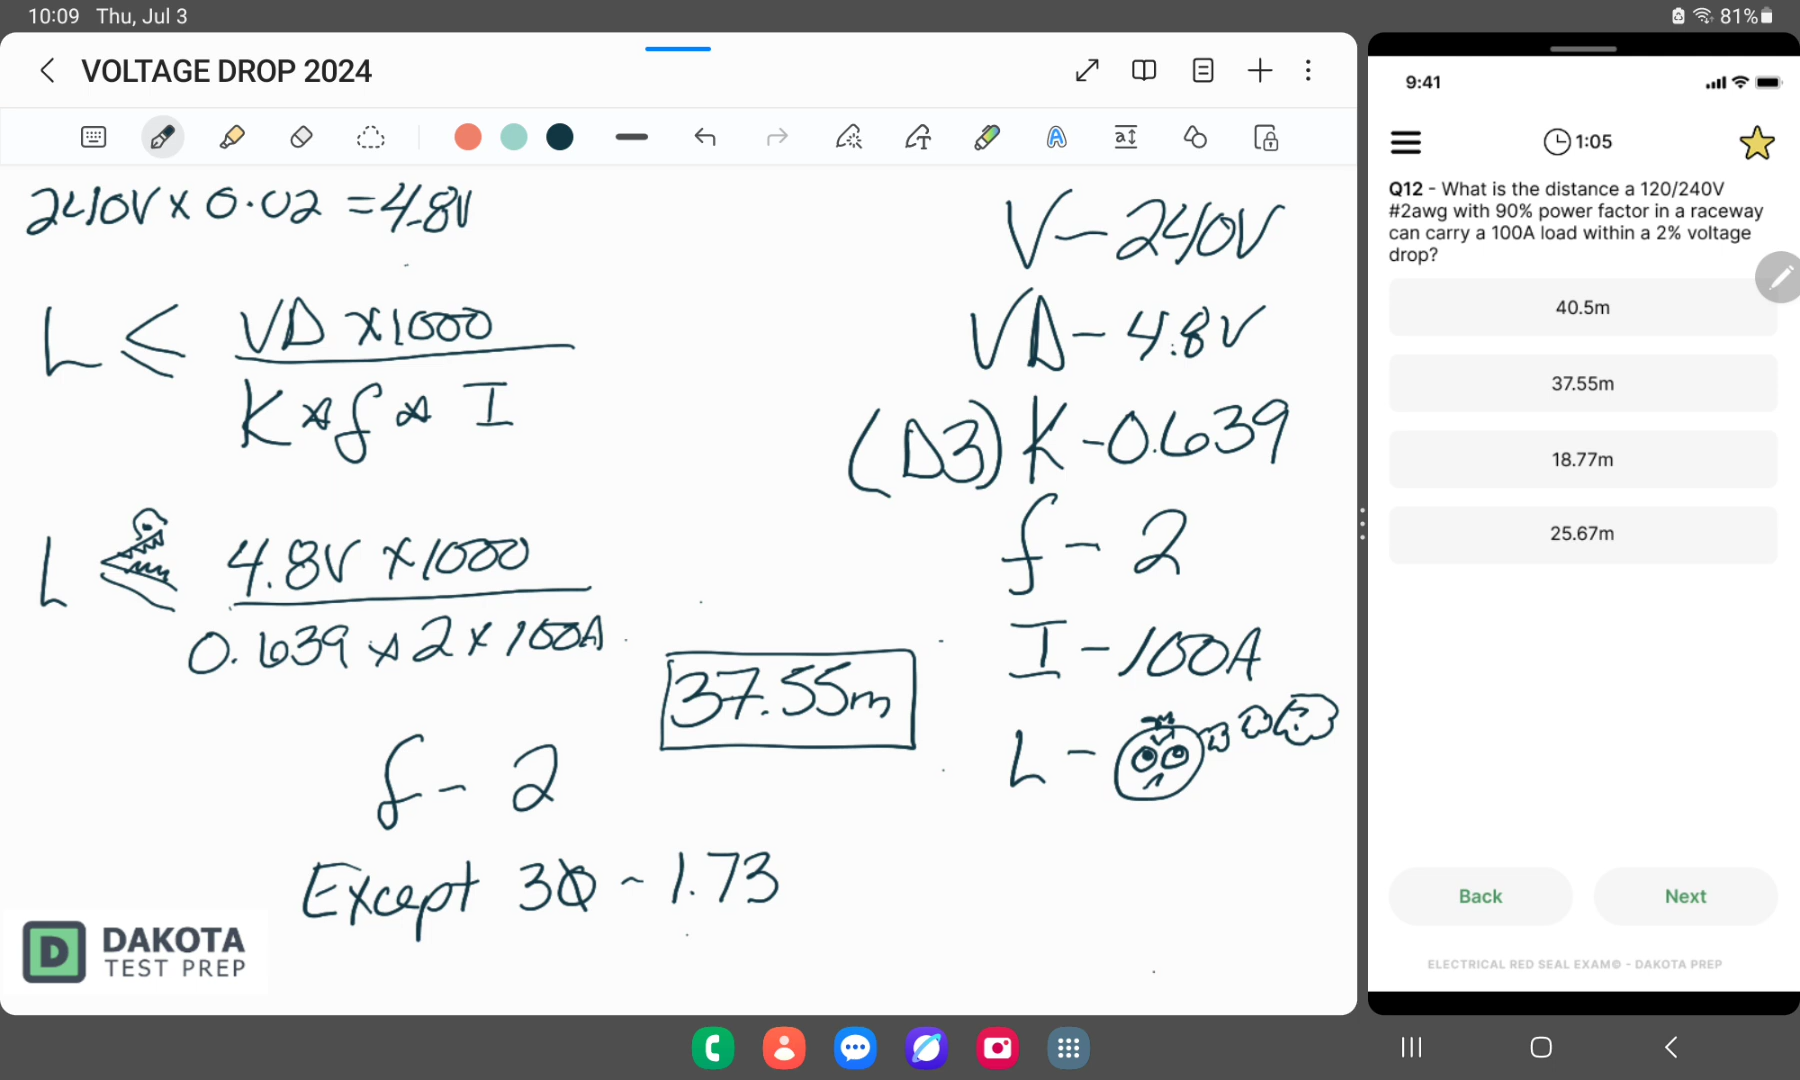 10:09 Thu, Jul 3
81%
VOLTAGE DROP 2024
240V x 0.02 = 4.8V
L ≤ VD x 1000
K x f x I
L ≤ 4.8V x 1000
0.639 x 2 x 100A
37.55m
f - 2
Except 3Φ - 1.73
V - 240V
VD - 4.8V
(D3) K - 0.639
f - 2
I - 100A
L -
?
D DAKOTA
TEST PREP
9:41
1:05
Q12 - What is the distance a 120/240V
#2awg with 90% power factor in a raceway
can carry a 100A load within a 2% voltage
drop?
40.5m
37.55m
18.77m
25.67m
Back
Next
ELECTRICAL RED SEAL EXAM© - DAKOTA PREP